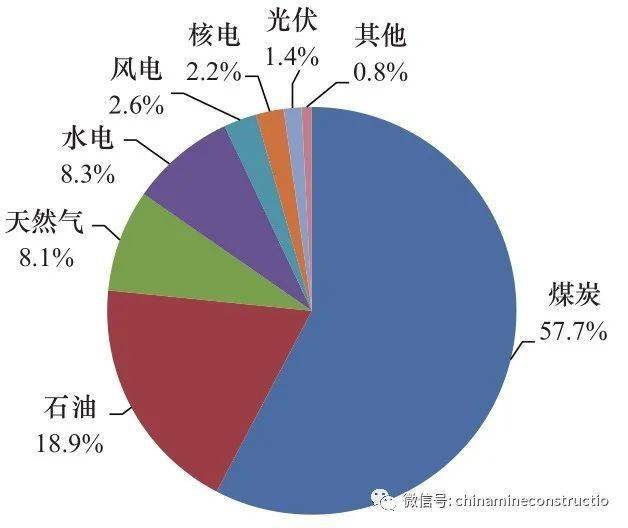 光伏
1.4%
核电
2.2%
其他
0.8%
风电
2.6%
水电
8.3%
天然气
8.1%
煤炭
57.7%
石油
18.9%
微信号: chinamineconstructio